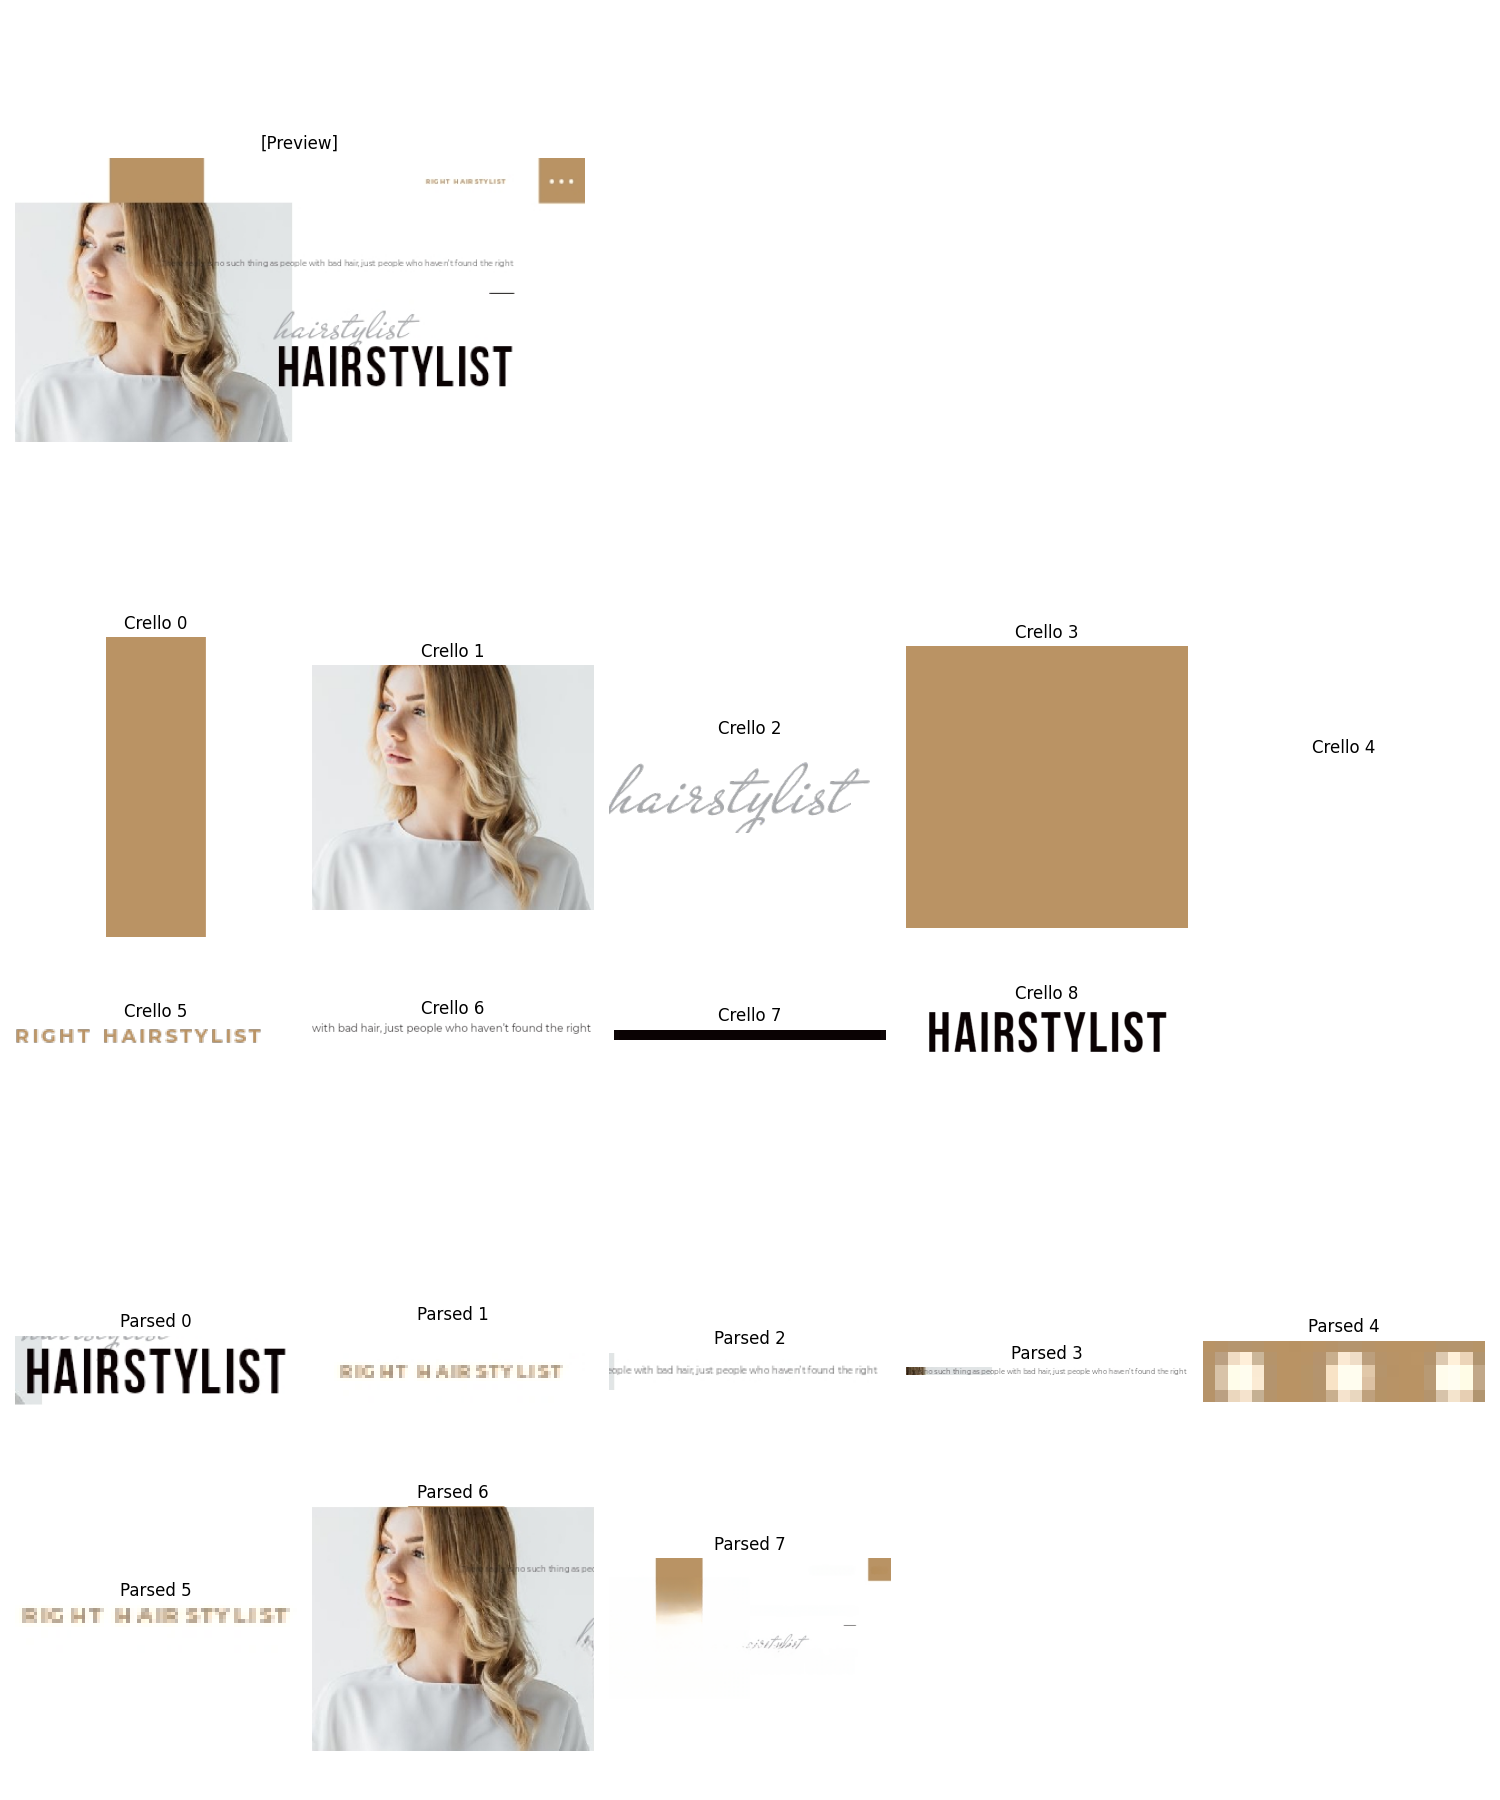 [Preview]
RIGHT HAIRSTYLIST
no such thing as people with bad hair, just people who haven't found the right
hairstylist
HAIRSTYLIST
Crello 0
Crello 1
Crello 2
hairstylist
Crello 3
Crello 4
Crello 5
RIGHT HAIRSTYLIST
Crello 6
with bad hair, just people who haven't found the right
Crello 7
Crello 8
HAIRSTYLIST
Parsed 0
hairstylist
HAIRSTYLIST
Parsed 1
RIGHT HAIRSTYLIST
Parsed 2
people with bad hair, just people who haven't found the right
Parsed 3
no such thing as people with bad hair, just people who haven't found the right
Parsed 4
Parsed 5
RIGHT HAIRSTYLIST
Parsed 6
no such thing as peo
Parsed 7
hairstylist